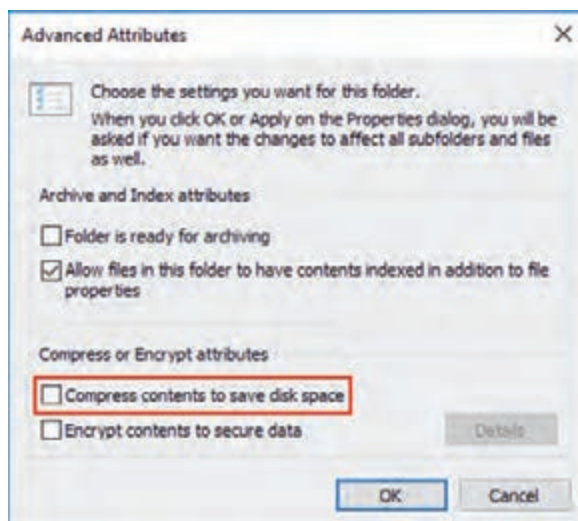 Advanced Attributes
Choose the settings you want for this folder.
When you click OK or Apply on the Properties dialog, you will be
asked if you want the changes to affect all subfolders and files
as well.
Archive and Index attributes
Folder is ready for archiving
Allow files in this folder to have contents indexed in addition to file
properties
Compress or Encrypt attributes
Compress contents to save disk space
Encrypt contents to secure data
Details
OK
Cancel